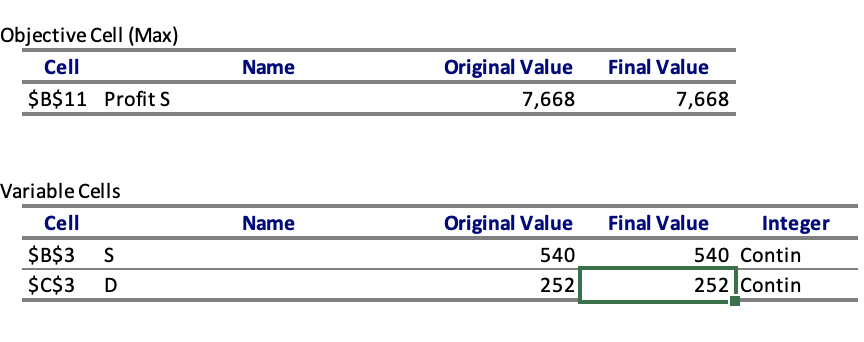 Objective Cell (Max)
Cell Name Original Value Final Value
$B$11 Profit S 7,668 7,668
Variable Cells
Cell Name Original Value Final Value Integer
$B$3 S 540 540 Contin
$C$3 D 252 252 Contin